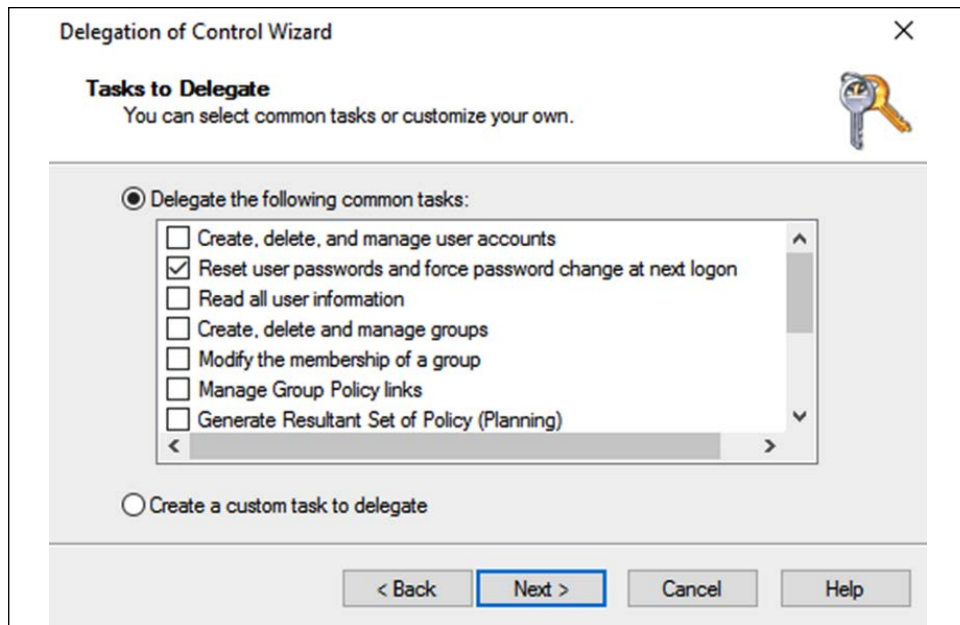 Delegation of Control Wizard
Tasks to Delegate
You can select common tasks or customize your own.
Delegate the following common tasks:
Create, delete, and manage user accounts
Reset user passwords and force password change at next logon
Read all user information
Create, delete and manage groups
Modify the membership of a group
Manage Group Policy links
Generate Resultant Set of Policy (Planning)
Create a custom task to delegate
< Back Next > Cancel Help